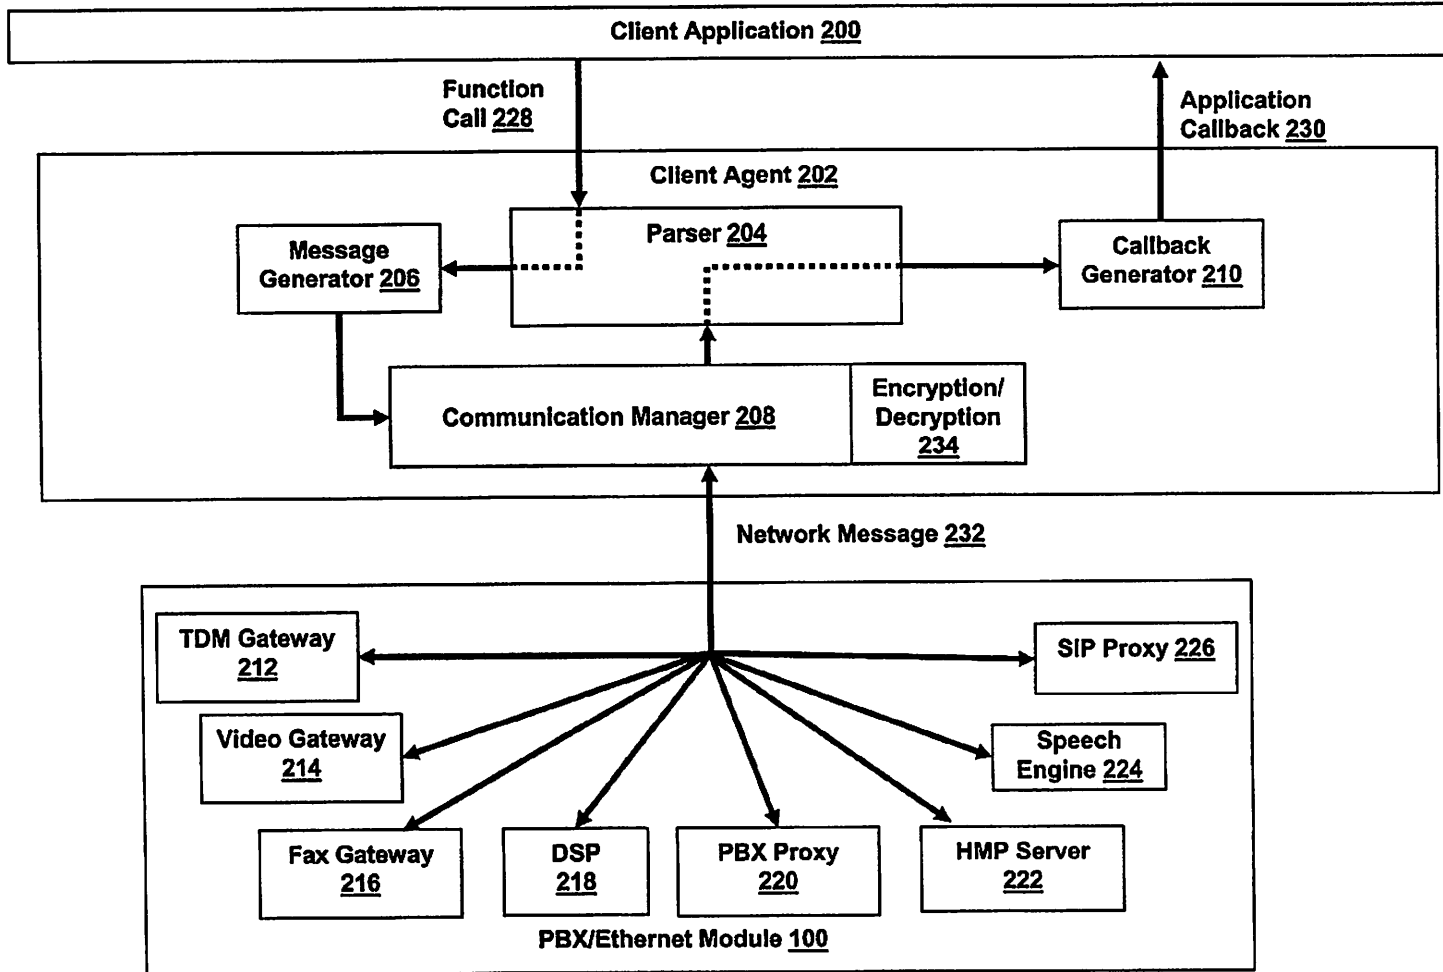 Client Application 200
Function
Call 228
Application
Callback 230
Client Agent 202
Message
Generator 206
Parser 204
Callback
Generator 210
Communication Manager 208
Encryption/
Decryption
234
Network Message 232
TDM Gateway
212
SIP Proxy 226
Video Gateway
214
Speech
Engine 224
Fax Gateway
216
DSP
218
PBX Proxy
220
HMP Server
222
PBX/Ethernet Module 100